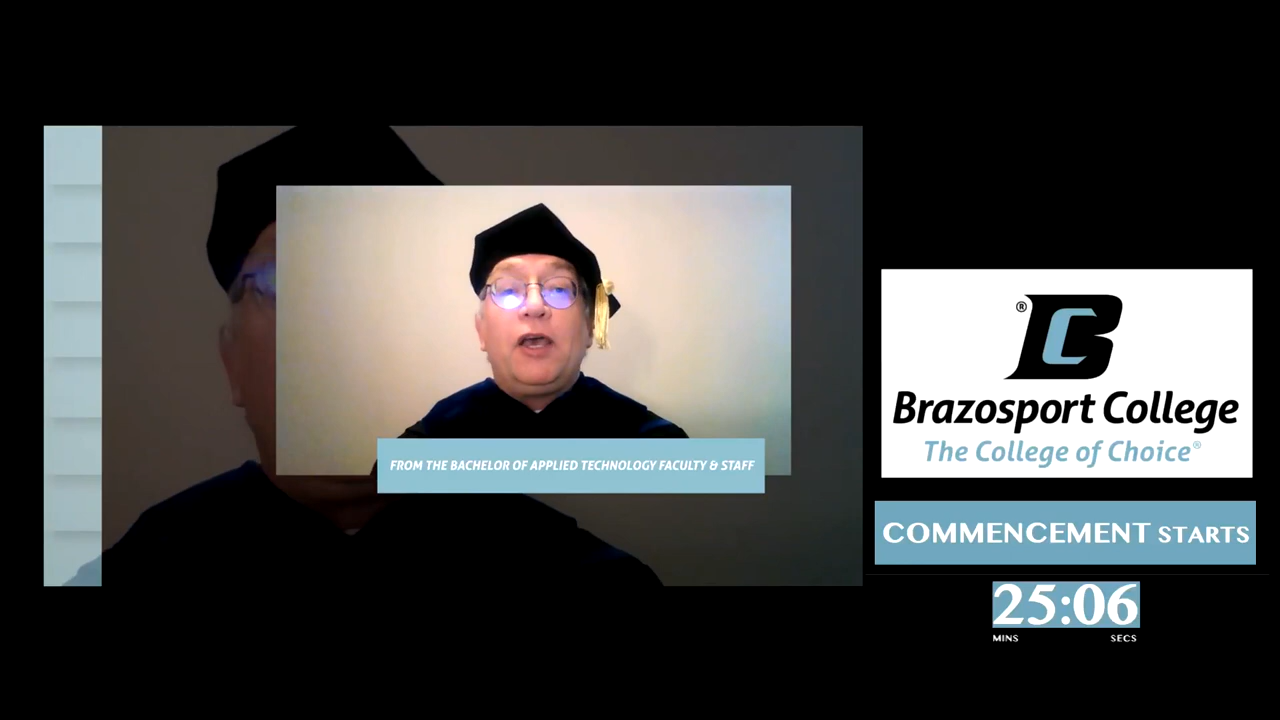 FROM THE BACHELOR OF APPLIED TECHNOLOGY FACULTY & STAFF
®
BC
Brazosport College
The College of Choice®
COMMENCEMENT STARTS
25:06
MINS SECS